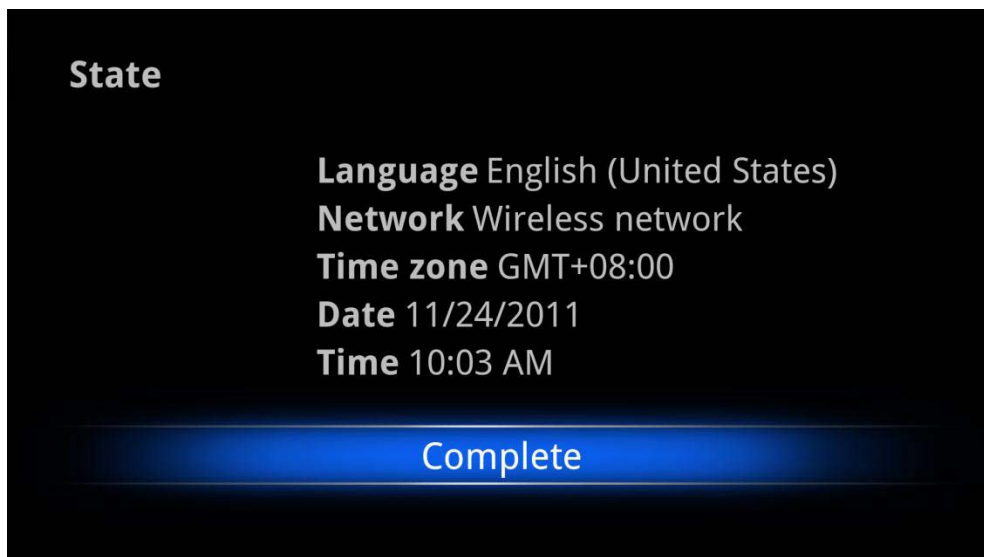 State
Language English (United States)
Network Wireless network
Time zone GMT+08:00
Date 11/24/2011
Time 10:03 AM
Complete